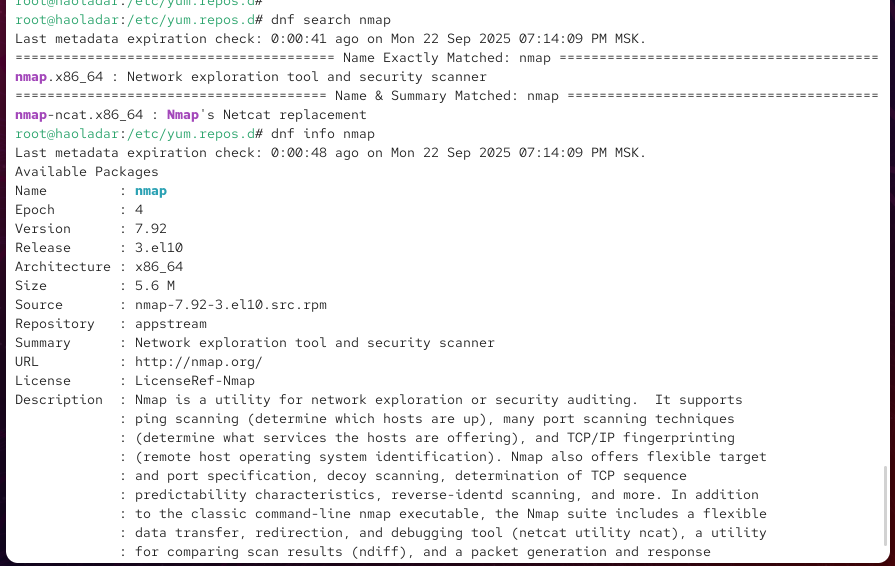 root@haoladar:/etc/yum.repos.d#
root@haoladar:/etc/yum.repos.d# dnf search nmap
Last metadata expiration check: 0:00:41 ago on Mon 22 Sep 2025 07:14:09 PM MSK.
======================================== Name Exactly Matched: nmap ========================================
nmap.x86_64 : Network exploration tool and security scanner
======================================= Name & Summary Matched: nmap =======================================
nmap-ncat.x86_64 : Nmap's Netcat replacement
root@haoladar:/etc/yum.repos.d# dnf info nmap
Last metadata expiration check: 0:00:48 ago on Mon 22 Sep 2025 07:14:09 PM MSK.
Available Packages
Name         : nmap
Epoch        : 4
Version      : 7.92
Release      : 3.el10
Architecture : x86_64
Size         : 5.6 M
Source       : nmap-7.92-3.el10.src.rpm
Repository   : appstream
Summary      : Network exploration tool and security scanner
URL          : http://nmap.org/
License      : LicenseRef-Nmap
Description  : Nmap is a utility for network exploration or security auditing.  It supports
             : ping scanning (determine which hosts are up), many port scanning techniques
             : (determine what services the hosts are offering), and TCP/IP fingerprinting
             : (remote host operating system identification). Nmap also offers flexible target
             : and port specification, decoy scanning, determination of TCP sequence
             : predictability characteristics, reverse-identd scanning, and more. In addition
             : to the classic command-line nmap executable, the Nmap suite includes a flexible
             : data transfer, redirection, and debugging tool (netcat utility ncat), a utility
             : for comparing scan results (ndiff), and a packet generation and response